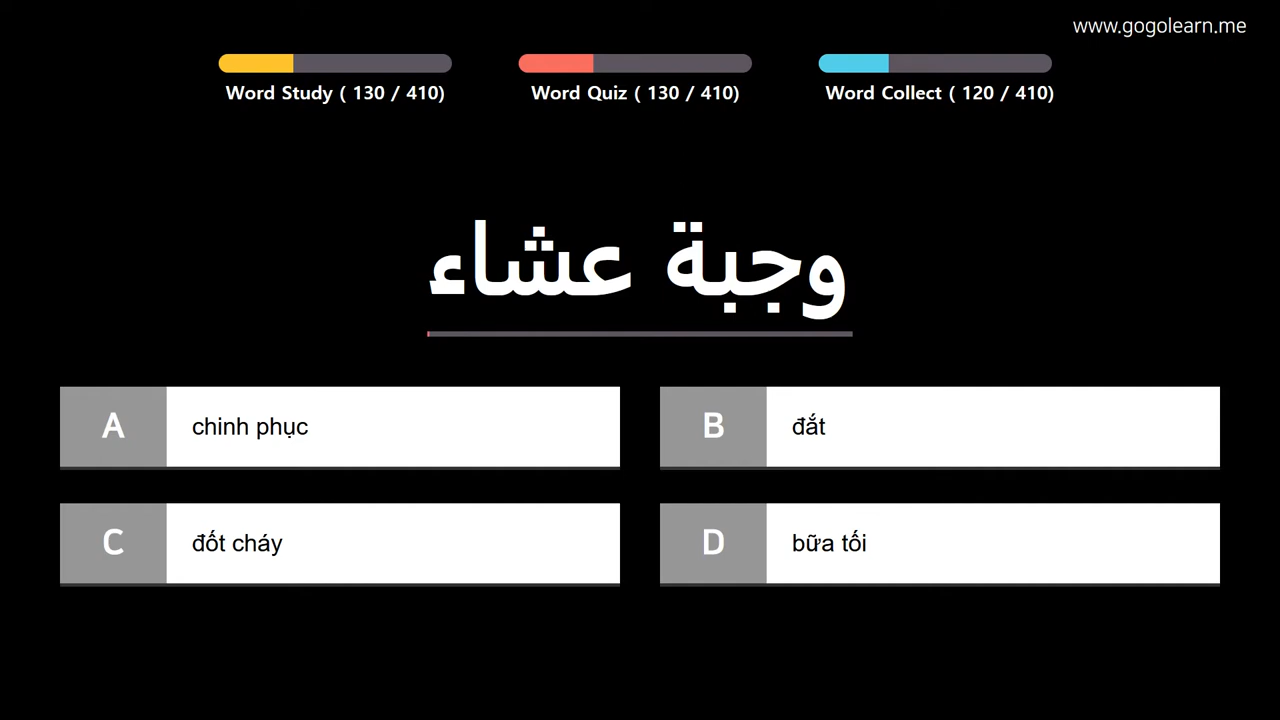 www.gogolearn.me
Word Study ( 130 / 410)
Word Quiz ( 130 / 410)
Word Collect ( 120 / 410)
وجبة عشاء
A chinh phục
B đắt
C đốt cháy
D bữa tối